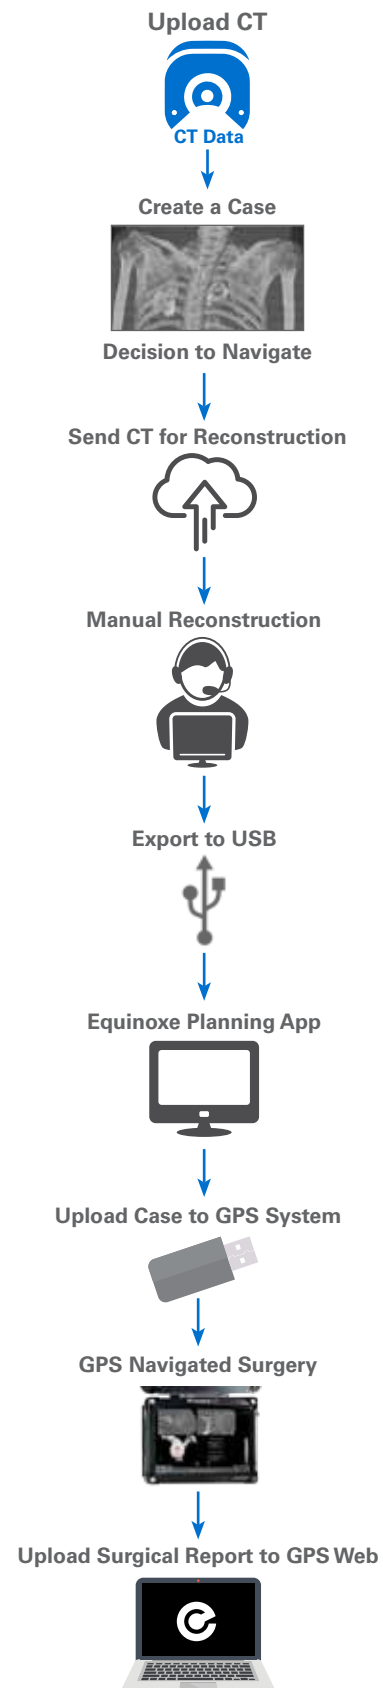 Upload CT
CT Data
Create a Case
Decision to Navigate
Send CT for Reconstruction
Manual Reconstruction
Export to USB
Equinoxe Planning App
Upload Case to GPS System
GPS Navigated Surgery
Upload Surgical Report to GPS Web